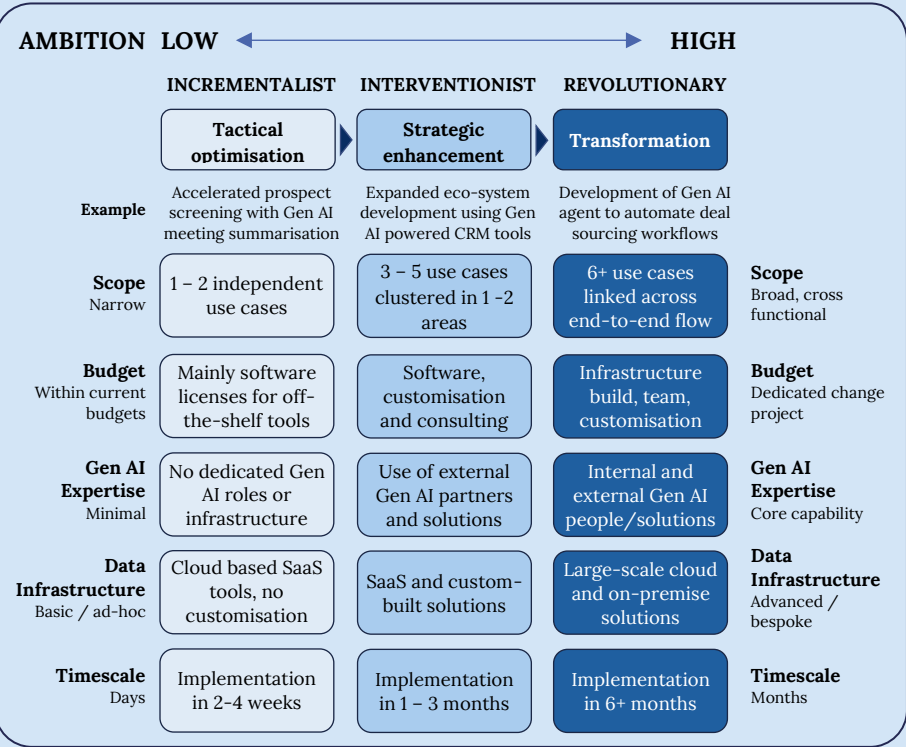 AMBITION LOW HIGH
INCREMENTALIST INTERVENTIONIST REVOLUTIONARY
Tactical
optimisation
Strategic
enhancement
Transformation
Example
Accelerated prospect
screening with Gen AI
meeting summarisation
Expanded eco-system
development using Gen
AI powered CRM tools
Development of Gen AI
agent to automate deal
sourcing workflows
Scope
Narrow
1 – 2 independent
use cases
3 – 5 use cases
clustered in 1 -2
areas
6+ use cases
linked across
end-to-end flow
Scope
Broad, cross
functional
Budget
Within current
budgets
Mainly software
licenses for off-
the-shelf tools
Software,
customisation
and consulting
Infrastructure
build, team,
customisation
Budget
Dedicated change
project
Gen AI
Expertise
Minimal
No dedicated Gen
AI roles or
infrastructure
Use of external
Gen AI partners
and solutions
Internal and
external Gen AI
people/solutions
Gen AI
Expertise
Core capability
Data
Infrastructure
Basic / ad-hoc
Cloud based SaaS
tools, no
customisation
SaaS and custom-
built solutions
Large-scale cloud
and on-premise
solutions
Data
Infrastructure
Advanced /
bespoke
Timescale
Days
Implementation
in 2-4 weeks
Implementation
in 1 – 3 months
Implementation
in 6+ months
Timescale
Months